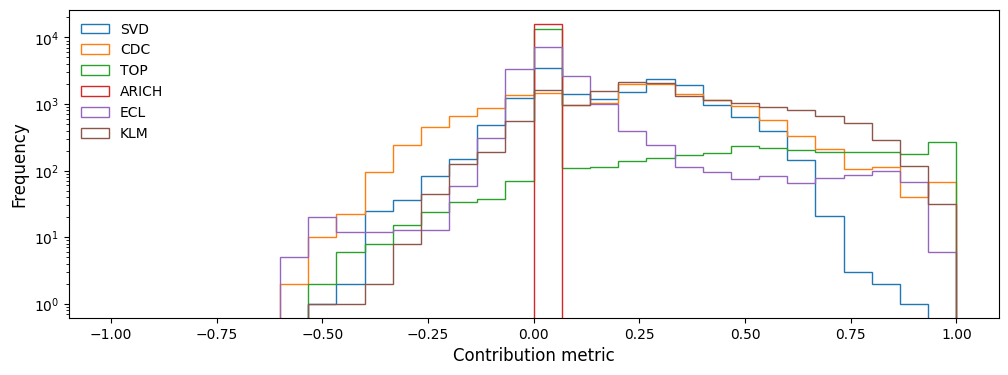 SVD
CDC
TOP
ARICH
ECL
KLM
Frequency
10⁴
10³
10²
10¹
10⁰
−1.00 −0.75 −0.50 −0.25 0.00 0.25 0.50 0.75 1.00
Contribution metric